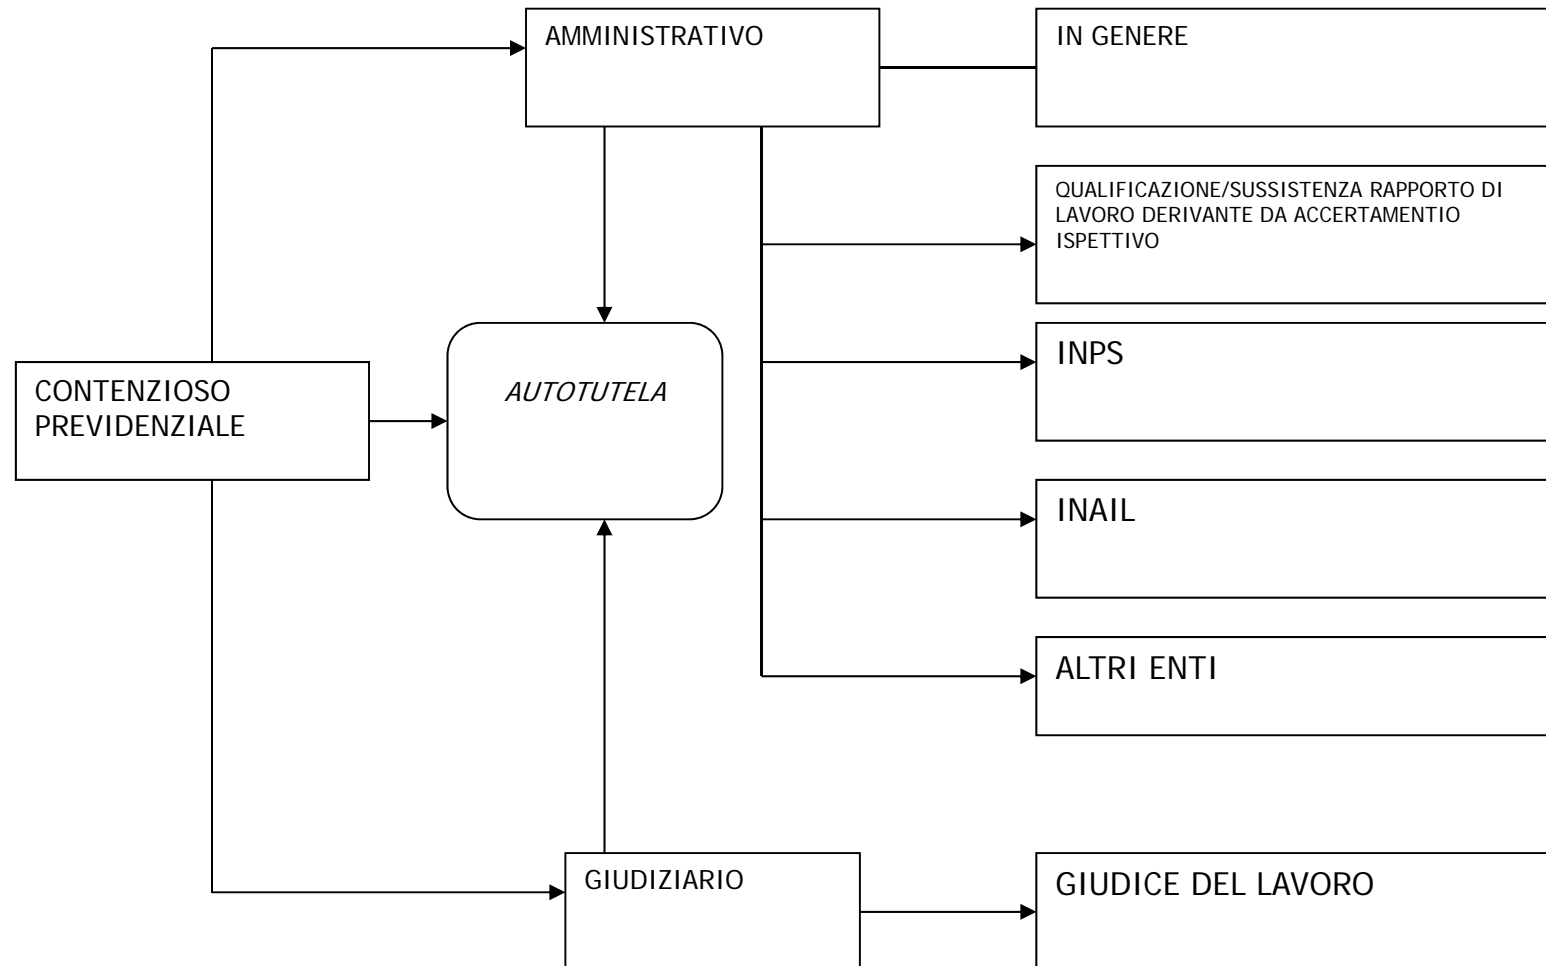 AMMINISTRATIVO
IN GENERE
QUALIFICAZIONE/SUSSISTENZA RAPPORTO DI
LAVORO DERIVANTE DA ACCERTAMENTIO
ISPETTIVO
CONTENZIOSO
PREVIDENZIALE
AUTOTUTELA
INPS
INAIL
ALTRI ENTI
GIUDIZIARIO
GIUDICE DEL LAVORO